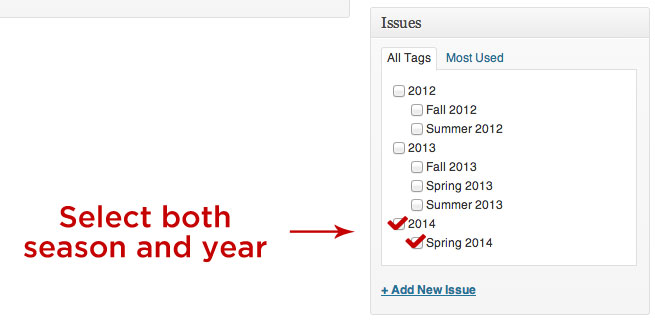 Issues
All Tags Most Used
2012
Fall 2012
Summer 2012
2013
Fall 2013
Spring 2013
Summer 2013
2014
Spring 2014
+ Add New Issue
Select both
season and year